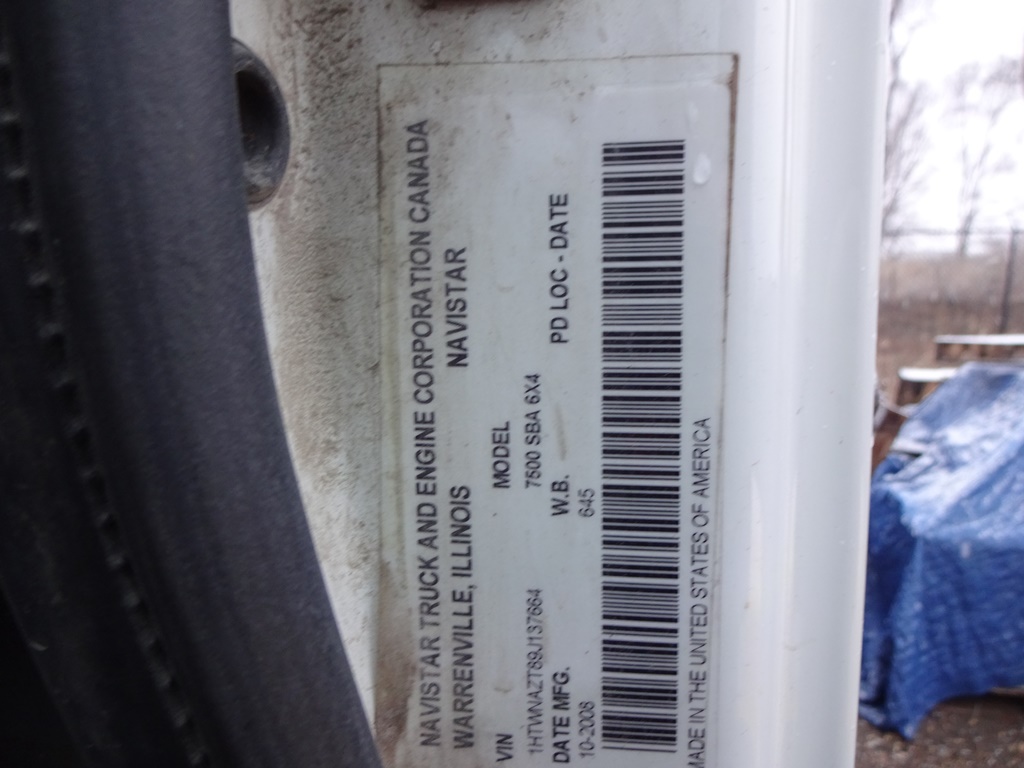 NAVISTAR TRUCK AND ENGINE CORPORATION CANADA
WARRENVILLE, ILLINOIS NAVISTAR
VIN MODEL
1HTWNAZT89J137664 7500 SBA 6X4
DATE MFG. W.B. PD LOC - DATE
10-2008 645
MADE IN THE UNITED STATES OF AMERICA